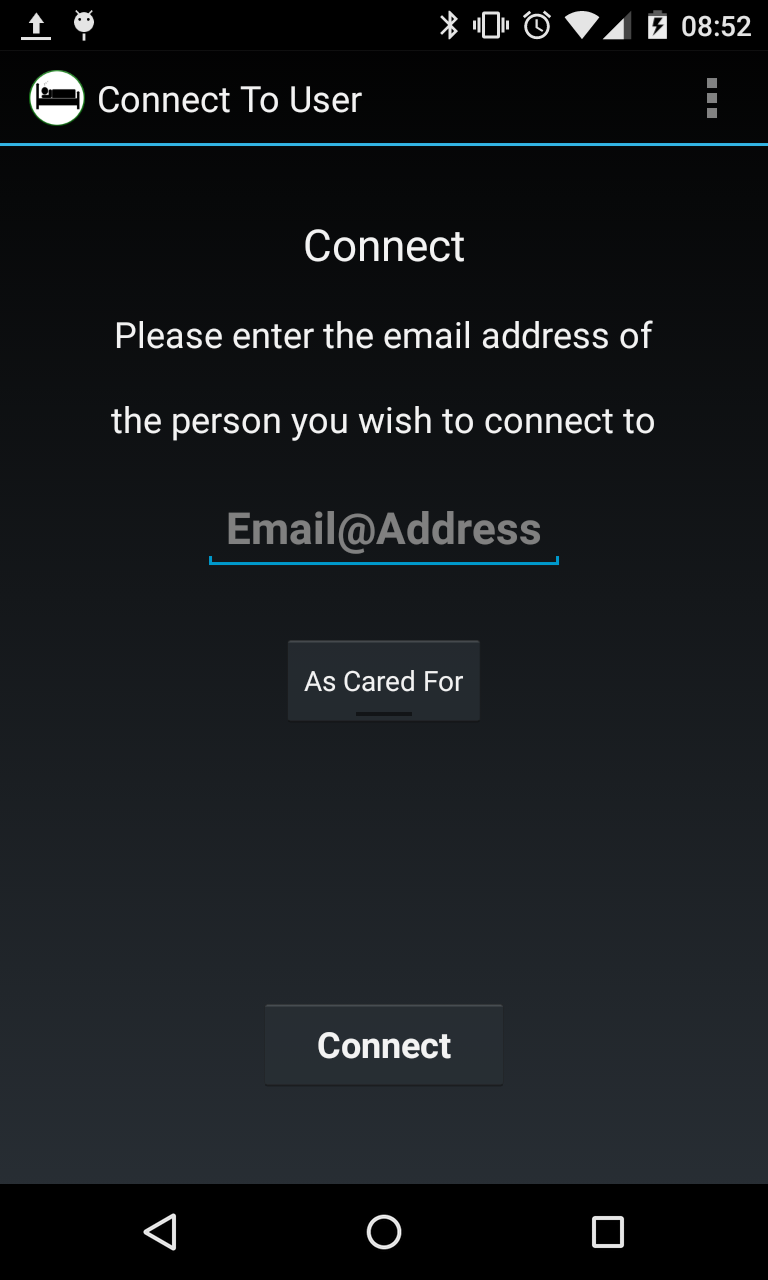 08:52
Connect To User
Connect
Please enter the email address of
the person you wish to connect to
Email@Address
As Cared For
Connect